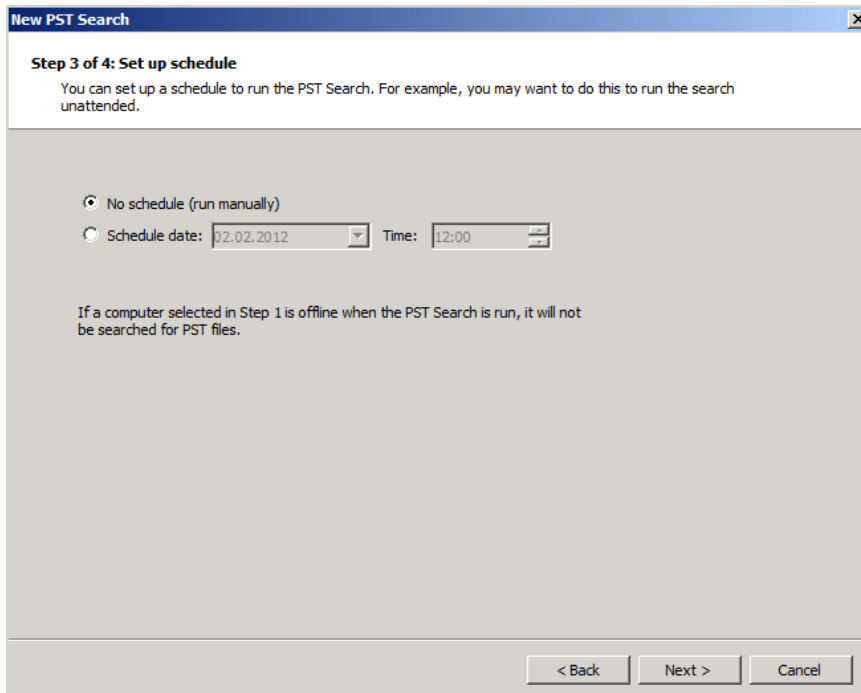 New PST Search
Step 3 of 4: Set up schedule
You can set up a schedule to run the PST Search. For example, you may want to do this to run the search
unattended.
No schedule (run manually)
Schedule date: 02.02.2012 Time: 12:00
If a computer selected in Step 1 is offline when the PST Search is run, it will not
be searched for PST files.
< Back Next > Cancel